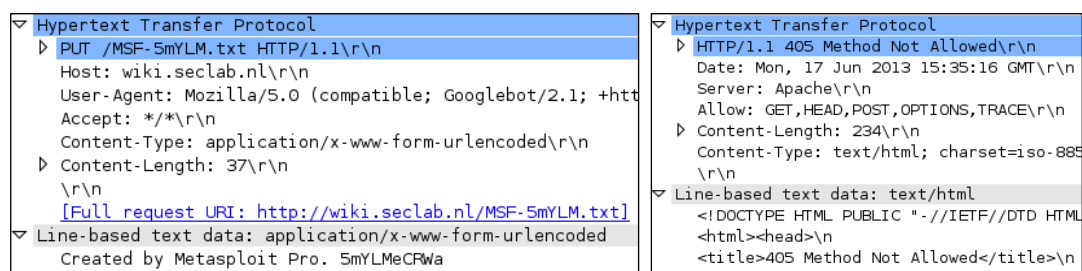 Hypertext Transfer Protocol
PUT /MSF-5mYLM.txt HTTP/1.1\r\n
Host: wiki.seclab.nl\r\n
User-Agent: Mozilla/5.0 (compatible; Googlebot/2.1; +htt
Accept: */*\r\n
Content-Type: application/x-www-form-urlencoded\r\n
Content-Length: 37\r\n
\r\n
[Full request URI: http://wiki.seclab.nl/MSF-5mYLM.txt]
Line-based text data: application/x-www-form-urlencoded
Created by Metasploit Pro. 5mYLMeCRWa
Hypertext Transfer Protocol
HTTP/1.1 405 Method Not Allowed\r\n
Date: Mon, 17 Jun 2013 15:35:16 GMT\r\n
Server: Apache\r\n
Allow: GET,HEAD,POST,OPTIONS,TRACE\r\n
Content-Length: 234\r\n
Content-Type: text/html; charset=iso-885
\r\n
Line-based text data: text/html
<!DOCTYPE HTML PUBLIC "-//IETF//DTD HTML
<html><head>\n
<title>405 Method Not Allowed</title>\n